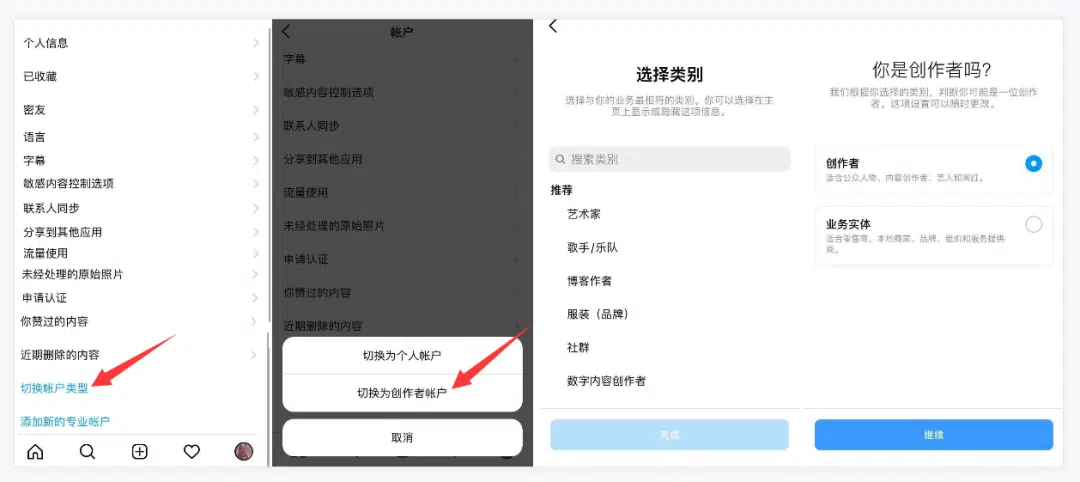 个人信息
已收藏
密友
语言
字幕
敏感内容控制选项
联系人同步
分享到其他应用
流量使用
未经处理的原始照片
申请认证
你赞过的内容
近期删除的内容
切换帐户类型
添加新的专业帐户
帐户
字幕
敏感内容控制选项
联系人同步
分享到其他应用
流量使用
未经处理的原始照片
申请认证
你赞过的内容
近期删除的内容
切换为个人帐户
切换为创作者帐户
取消
选择类别
选择与你的业务最相符的类别。你可以选择在主
页上显示或隐藏这项信息。
搜索类别
推荐
艺术家
歌手/乐队
博客作者
服装（品牌）
社群
数字内容创作者
完成
你是创作者吗?
我们根据你选择的类别，判断你可能是一位创作
者。这项设置可以随时更改。
创作者
适合公众人物、内容创作者、艺人和网红。
业务实体
适合零售商、本地商家、品牌、组织和服务提供
商。
继续